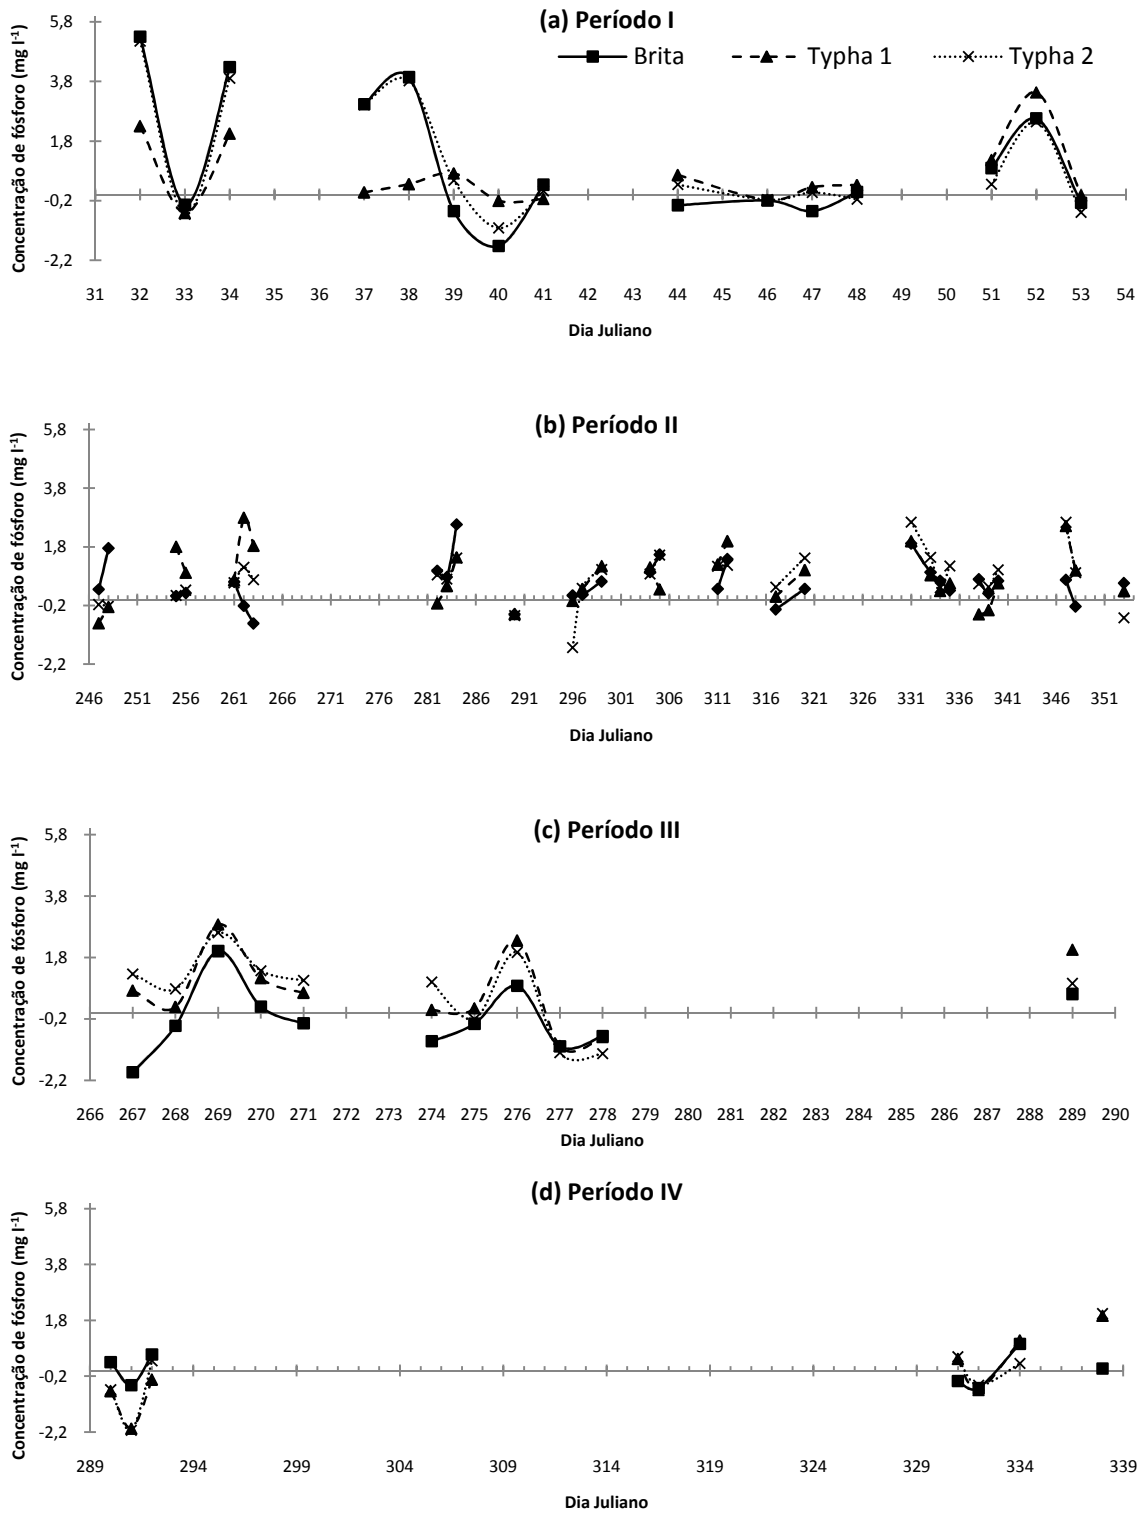 (a) Período I
Concentração de fósforo (mg l-1)
5,8
3,8
1,8
-0,2
-2,2
Brita Typha 1 Typha 2
31 32 33 34 35 36 37 38 39 40 41 42 43 44 45 46 47 48 49 50 51 52 53 54
Dia Juliano
(b) Período II
Concentração de fósforo (mg l-1)
5,8
3,8
1,8
-0,2
-2,2
246 251 256 261 266 271 276 281 286 291 296 301 306 311 316 321 326 331 336 341 346 351
Dia Juliano
(c) Período III
Concentração de fósforo (mg l-1)
5,8
3,8
1,8
-0,2
-2,2
266 267 268 269 270 271 272 273 274 275 276 277 278 279 280 281 282 283 284 285 286 287 288 289 290
Dia Juliano
(d) Período IV
Concentração de fósforo (mg l-1)
5,8
3,8
1,8
-0,2
-2,2
289 294 299 304 309 314 319 324 329 334 339
Dia Juliano